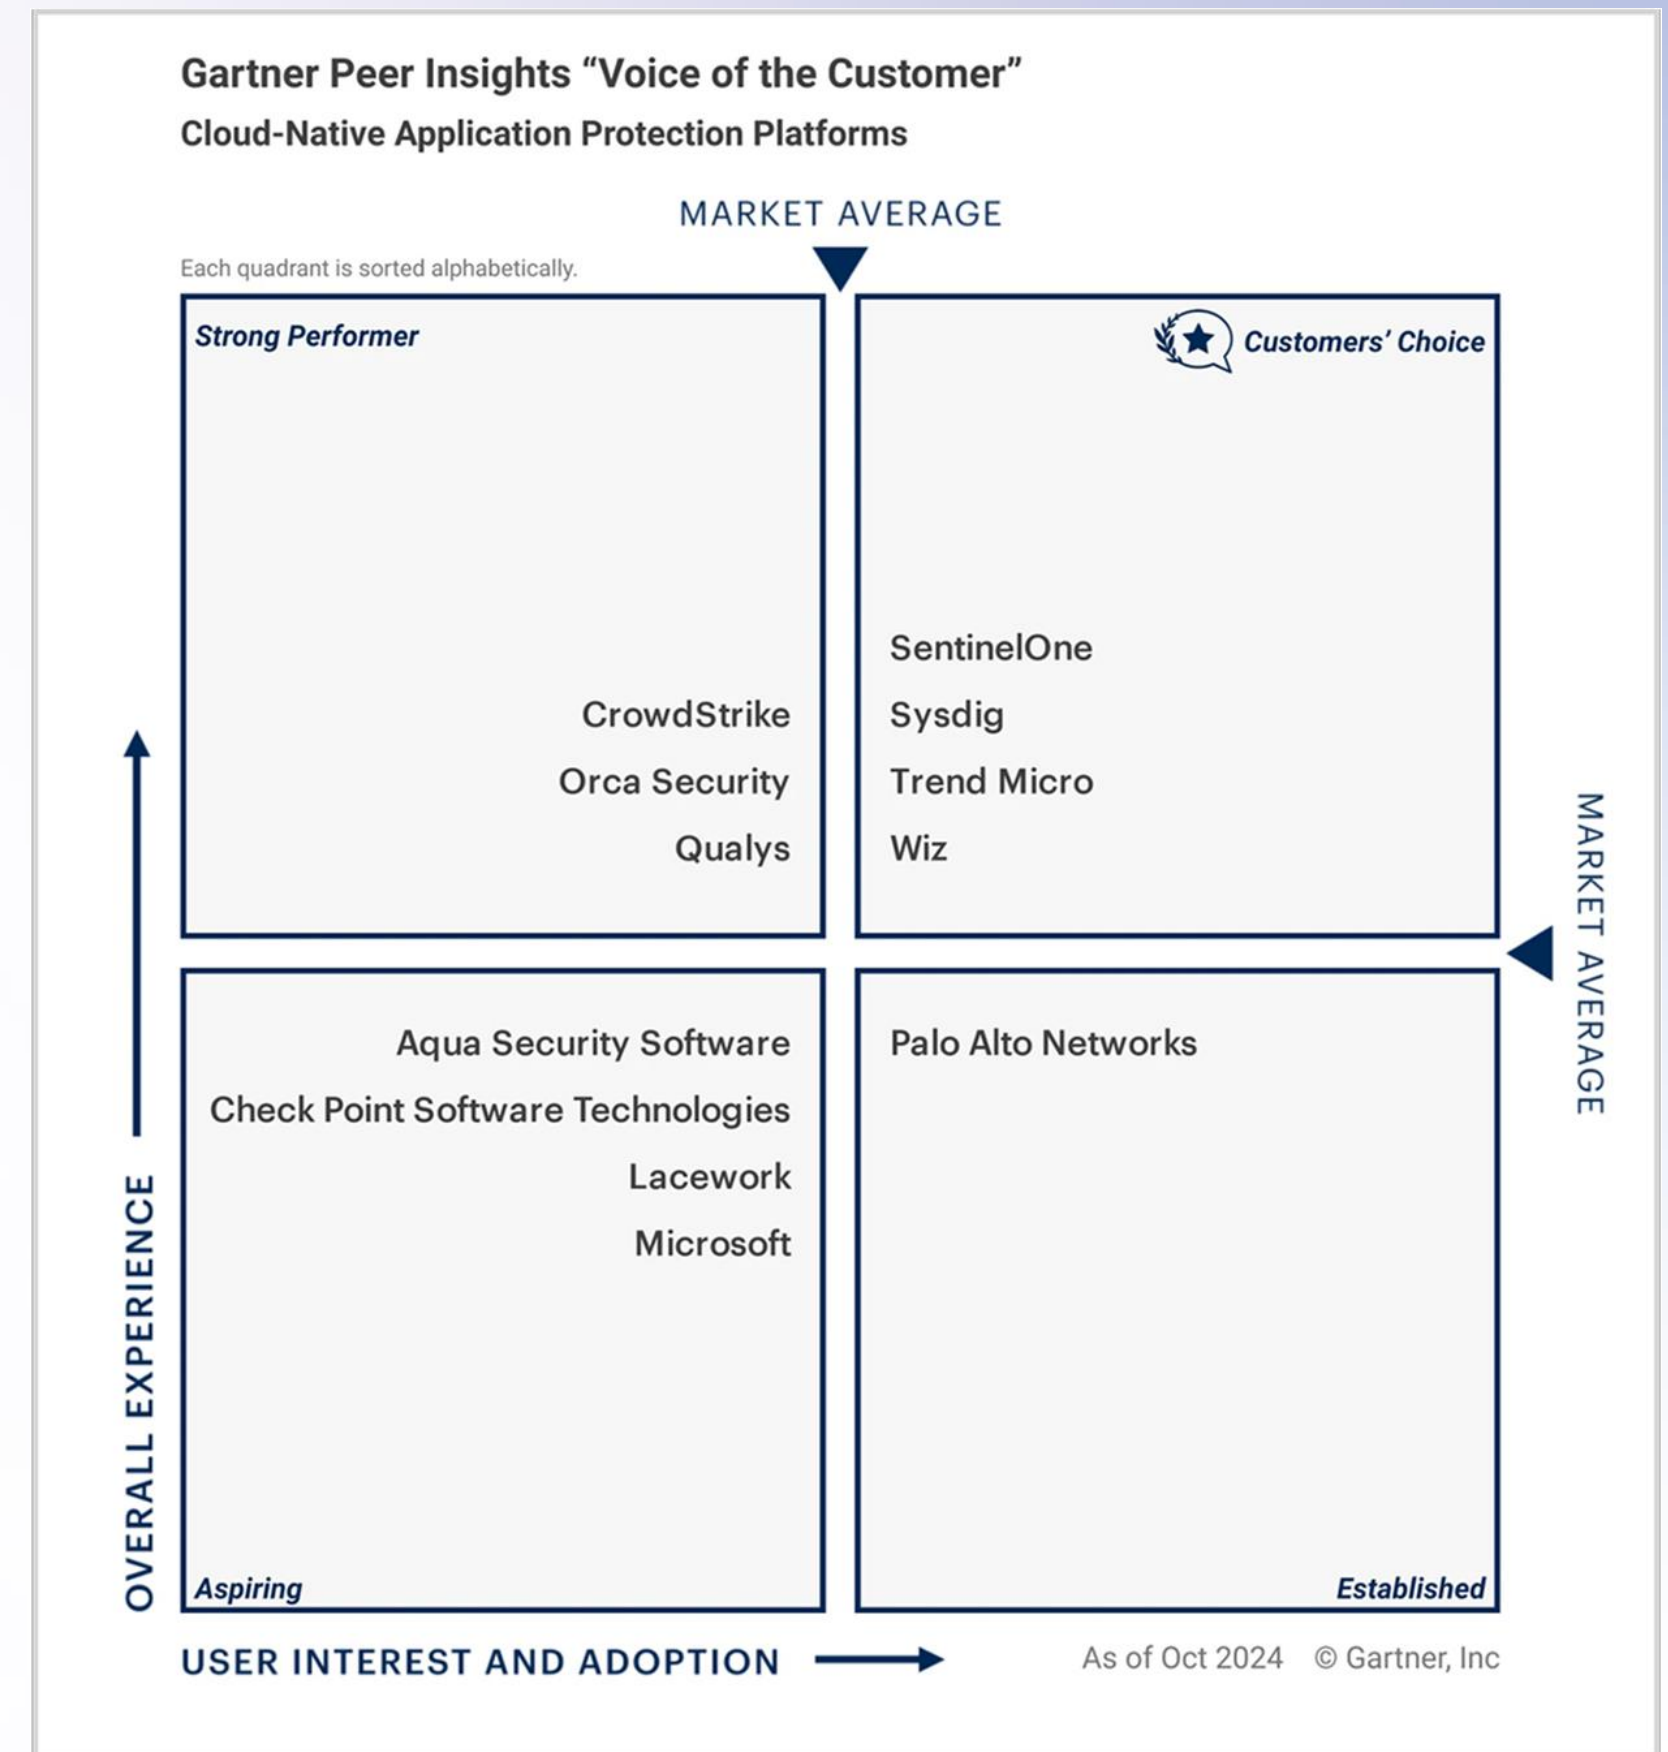 Gartner Peer Insights “Voice of the Customer”
Cloud-Native Application Protection Platforms
MARKET AVERAGE
Each quadrant is sorted alphabetically.
Strong Performer
CrowdStrike
Orca Security
Qualys
Customers’ Choice
SentinelOne
Sysdig
Trend Micro
Wiz
MARKET AVERAGE
Aqua Security Software
Check Point Software Technologies
Lacework
Microsoft
Aspiring
Palo Alto Networks
Established
OVERALL EXPERIENCE
USER INTEREST AND ADOPTION
As of Oct 2024 © Gartner, Inc